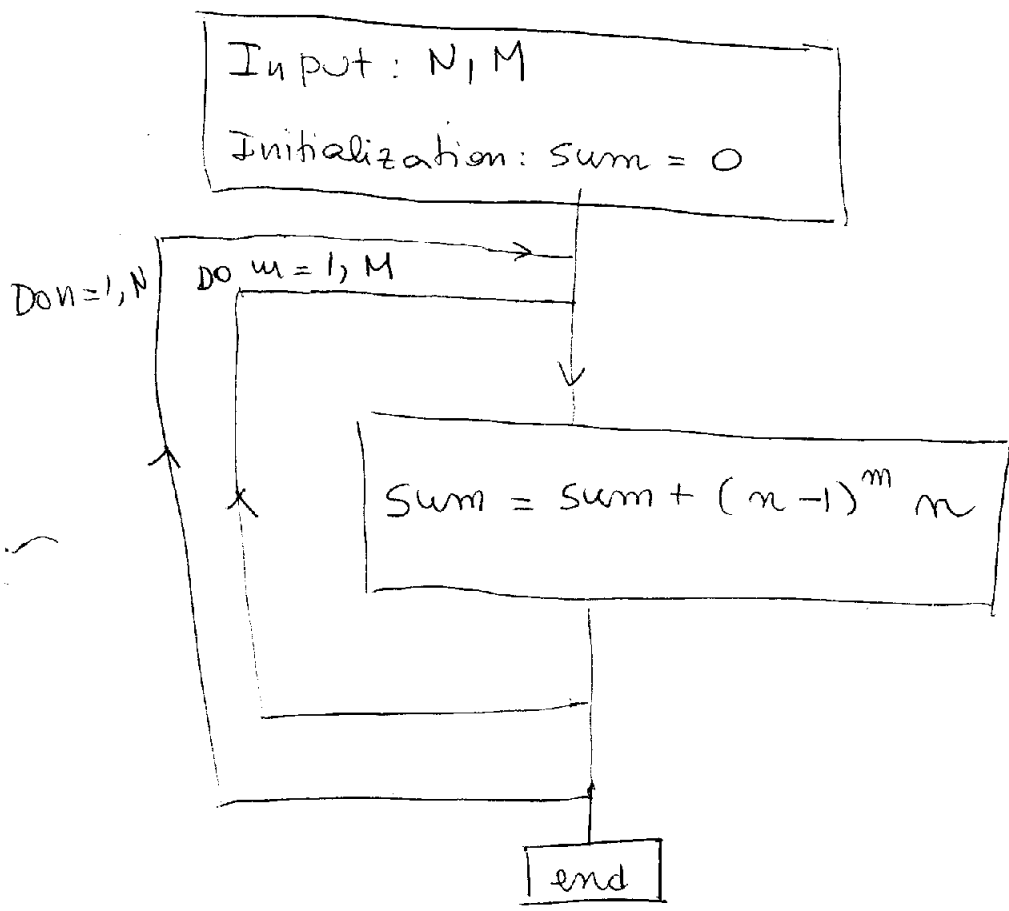 Input: N, M
Initialization: sum = 0
Do n = 1, N
DO m = 1, M
Sum = sum + (n-1)^m n
end